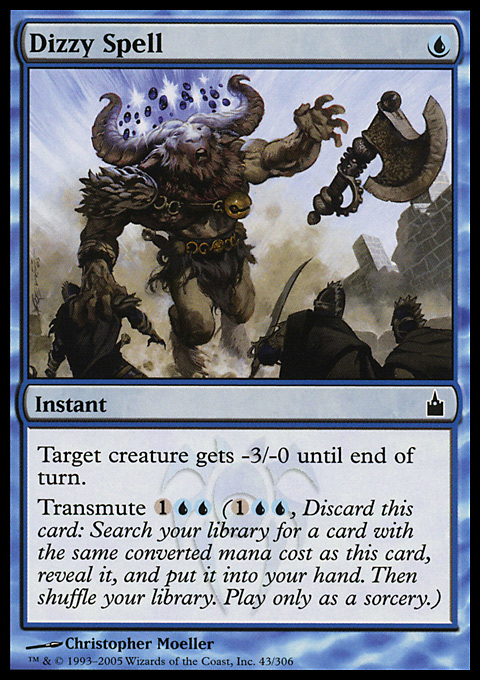 Dizzy Spell
Instant
Target creature gets -3/-0 until end of
turn.
Transmute 1 (1, Discard this
card: Search your library for a card with
the same converted mana cost as this card,
reveal it, and put it into your hand. Then
shuffle your library. Play only as a sorcery.)
Christopher Moeller
™ & © 1993–2005 Wizards of the Coast, Inc. 43/306